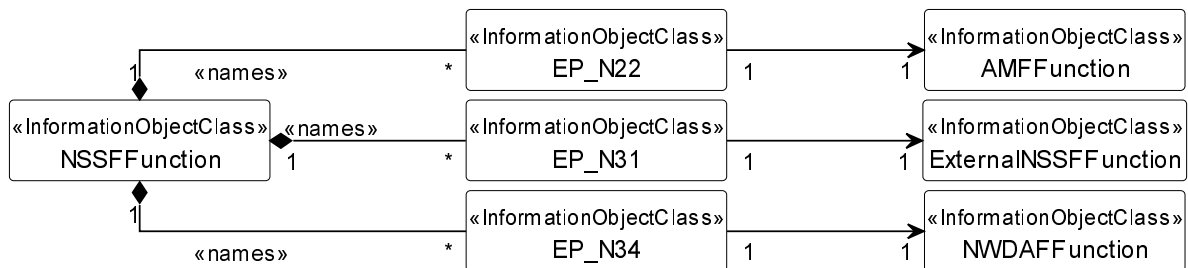 «InformationObjectClass»
EP_N22
«InformationObjectClass»
AMFFunction
1
«names»
*
1
1
«InformationObjectClass»
NSSFFunction
«names»
1
*
«InformationObjectClass»
EP_N31
1
1
«InformationObjectClass»
ExternalNSSFFunction
1
«names»
*
«InformationObjectClass»
EP_N34
1
1
«InformationObjectClass»
NWDAFFunction